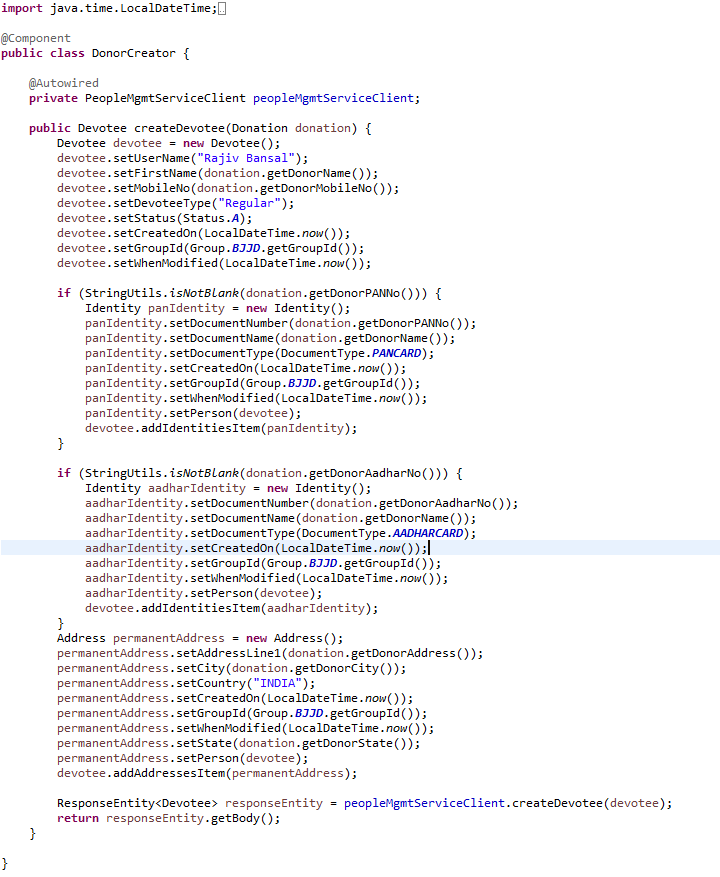 import java.time.LocalDateTime;
@Component
public class DonorCreator {
@Autowired
private PeopleMgmtServiceClient peopleMgmtServiceClient;
public Devotee createDevotee(Donation donation) {
Devotee devotee = new Devotee();
devotee.setUserName("Rajiv Bansal");
devotee.setFirstName(donation.getDonorName());
devotee.setMobileNo(donation.getDonorMobileNo());
devotee.setDevoteeType("Regular");
devotee.setStatus(Status.A);
devotee.setCreatedOn(LocalDateTime.now());
devotee.setGroupId(Group.BJJD.getGroupId());
devotee.setWhenModified(LocalDateTime.now());
if (StringUtils.isNotBlank(donation.getDonorPANNo())) {
Identity panIdentity = new Identity();
panIdentity.setDocumentNumber(donation.getDonorPANNo());
panIdentity.setDocumentName(donation.getDonorName());
panIdentity.setDocumentType(DocumentType.PANCARD);
panIdentity.setCreatedOn(LocalDateTime.now());
panIdentity.setGroupId(Group.BJJD.getGroupId());
panIdentity.setWhenModified(LocalDateTime.now());
panIdentity.setPerson(devotee);
devotee.addIdentitiesItem(panIdentity);
}
if (StringUtils.isNotBlank(donation.getDonorAadharNo())) {
Identity aadharIdentity = new Identity();
aadharIdentity.setDocumentNumber(donation.getDonorAadharNo());
aadharIdentity.setDocumentName(donation.getDonorName());
aadharIdentity.setDocumentType(DocumentType.AADHARCARD);
aadharIdentity.setCreatedOn(LocalDateTime.now());
aadharIdentity.setGroupId(Group.BJJD.getGroupId());
aadharIdentity.setWhenModified(LocalDateTime.now());
aadharIdentity.setPerson(devotee);
devotee.addIdentitiesItem(aadharIdentity);
}
Address permanentAddress = new Address();
permanentAddress.setAddressLine1(donation.getDonorAddress());
permanentAddress.setCity(donation.getDonorCity());
permanentAddress.setCountry("INDIA");
permanentAddress.setCreatedOn(LocalDateTime.now());
permanentAddress.setGroupId(Group.BJJD.getGroupId());
permanentAddress.setWhenModified(LocalDateTime.now());
permanentAddress.setState(donation.getDonorState());
permanentAddress.setPerson(devotee);
devotee.addAddressesItem(permanentAddress);
ResponseEntity<Devotee> responseEntity = peopleMgmtServiceClient.createDevotee(devotee);
return responseEntity.getBody();
}
}